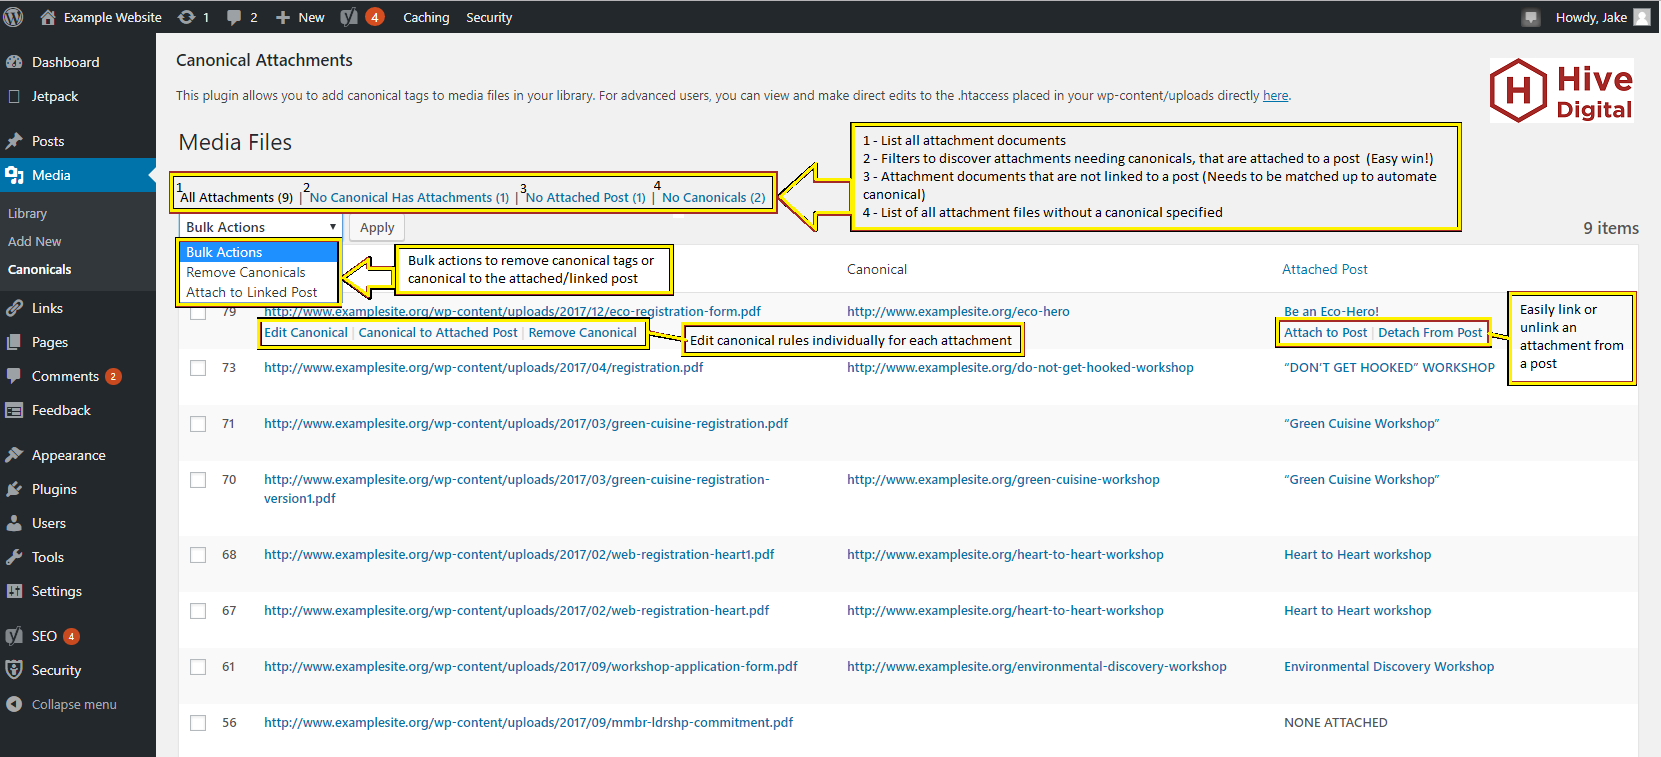 Example Website 1 2 New 4 Caching Security Howdy, Jake
Dashboard
Jetpack
Posts
Media
Library
Add New
Canonicals
Links
Pages
Comments 2
Feedback
Appearance
Plugins
Users
Tools
Settings
SEO 4
Security
Collapse menu
Canonical Attachments
This plugin allows you to add canonical tags to media files in your library. For advanced users, you can view and make direct edits to the .htaccess placed in your wp-content/uploads directly here.
H Hive
Digital
Media Files
1 - List all attachment documents
2 - Filters to discover attachments needing canonicals, that are attached to a post (Easy win!)
3 - Attachment documents that are not linked to a post (Needs to be matched up to automate
canonical)
4 - List of all attachment files without a canonical specified
1 2 3 4
All Attachments (9) | No Canonical Has Attachments (1) | No Attached Post (1) | No Canonicals (2)
Bulk Actions Apply
9 items
Bulk Actions
Remove Canonicals
Attach to Linked Post
Bulk actions to remove canonical tags or
canonical to the attached/linked post
Canonical Attached Post
79 http://www.examplesite.org/wp-content/uploads/2017/12/eco-registration-form.pdf http://www.examplesite.org/eco-hero Be an Eco-Hero!
Edit Canonical | Canonical to Attached Post | Remove Canonical
Edit canonical rules individually for each attachment
Attach to Post | Detach From Post
Easily link or
unlink an
attachment from
a post
73 http://www.examplesite.org/wp-content/uploads/2017/04/registration.pdf http://www.examplesite.org/do-not-get-hooked-workshop “DON’T GET HOOKED” WORKSHOP
71 http://www.examplesite.org/wp-content/uploads/2017/03/green-cuisine-registration.pdf “Green Cuisine Workshop”
70 http://www.examplesite.org/wp-content/uploads/2017/03/green-cuisine-registration- http://www.examplesite.org/green-cuisine-workshop “Green Cuisine Workshop”
version1.pdf
68 http://www.examplesite.org/wp-content/uploads/2017/02/web-registration-heart1.pdf http://www.examplesite.org/heart-to-heart-workshop Heart to Heart workshop
67 http://www.examplesite.org/wp-content/uploads/2017/02/web-registration-heart.pdf http://www.examplesite.org/heart-to-heart-workshop Heart to Heart workshop
61 http://www.examplesite.org/wp-content/uploads/2017/09/workshop-application-form.pdf http://www.examplesite.org/environmental-discovery-workshop Environmental Discovery Workshop
56 http://www.examplesite.org/wp-content/uploads/2017/09/mmbr-ldrshp-commitment.pdf NONE ATTACHED